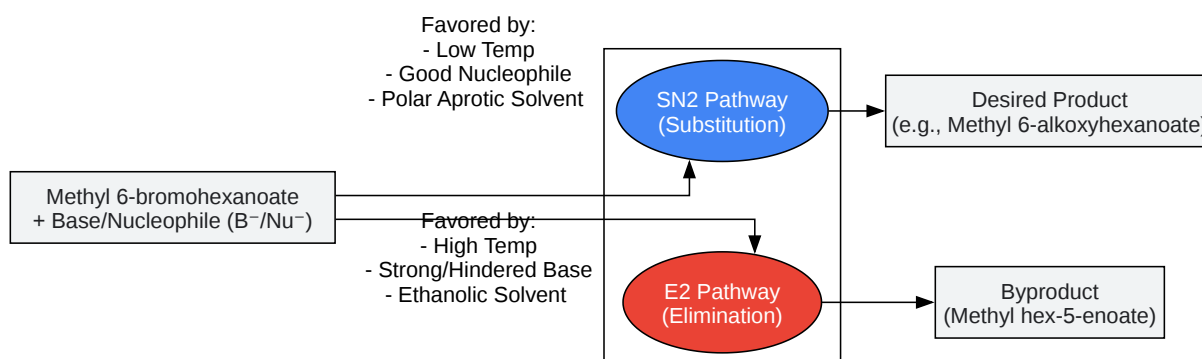 Favored by:
- Low Temp
- Good Nucleophile
- Polar Aprotic Solvent
SN2 Pathway
(Substitution)
Desired Product
(e.g., Methyl 6-alkoxyhexanoate)
Methyl 6-bromohexanoate
+ Base/Nucleophile (B⁻/Nu⁻)
Favored by:
- High Temp
- Strong/Hindered Base
- Ethanolic Solvent
E2 Pathway
(Elimination)
Byproduct
(Methyl hex-5-enoate)